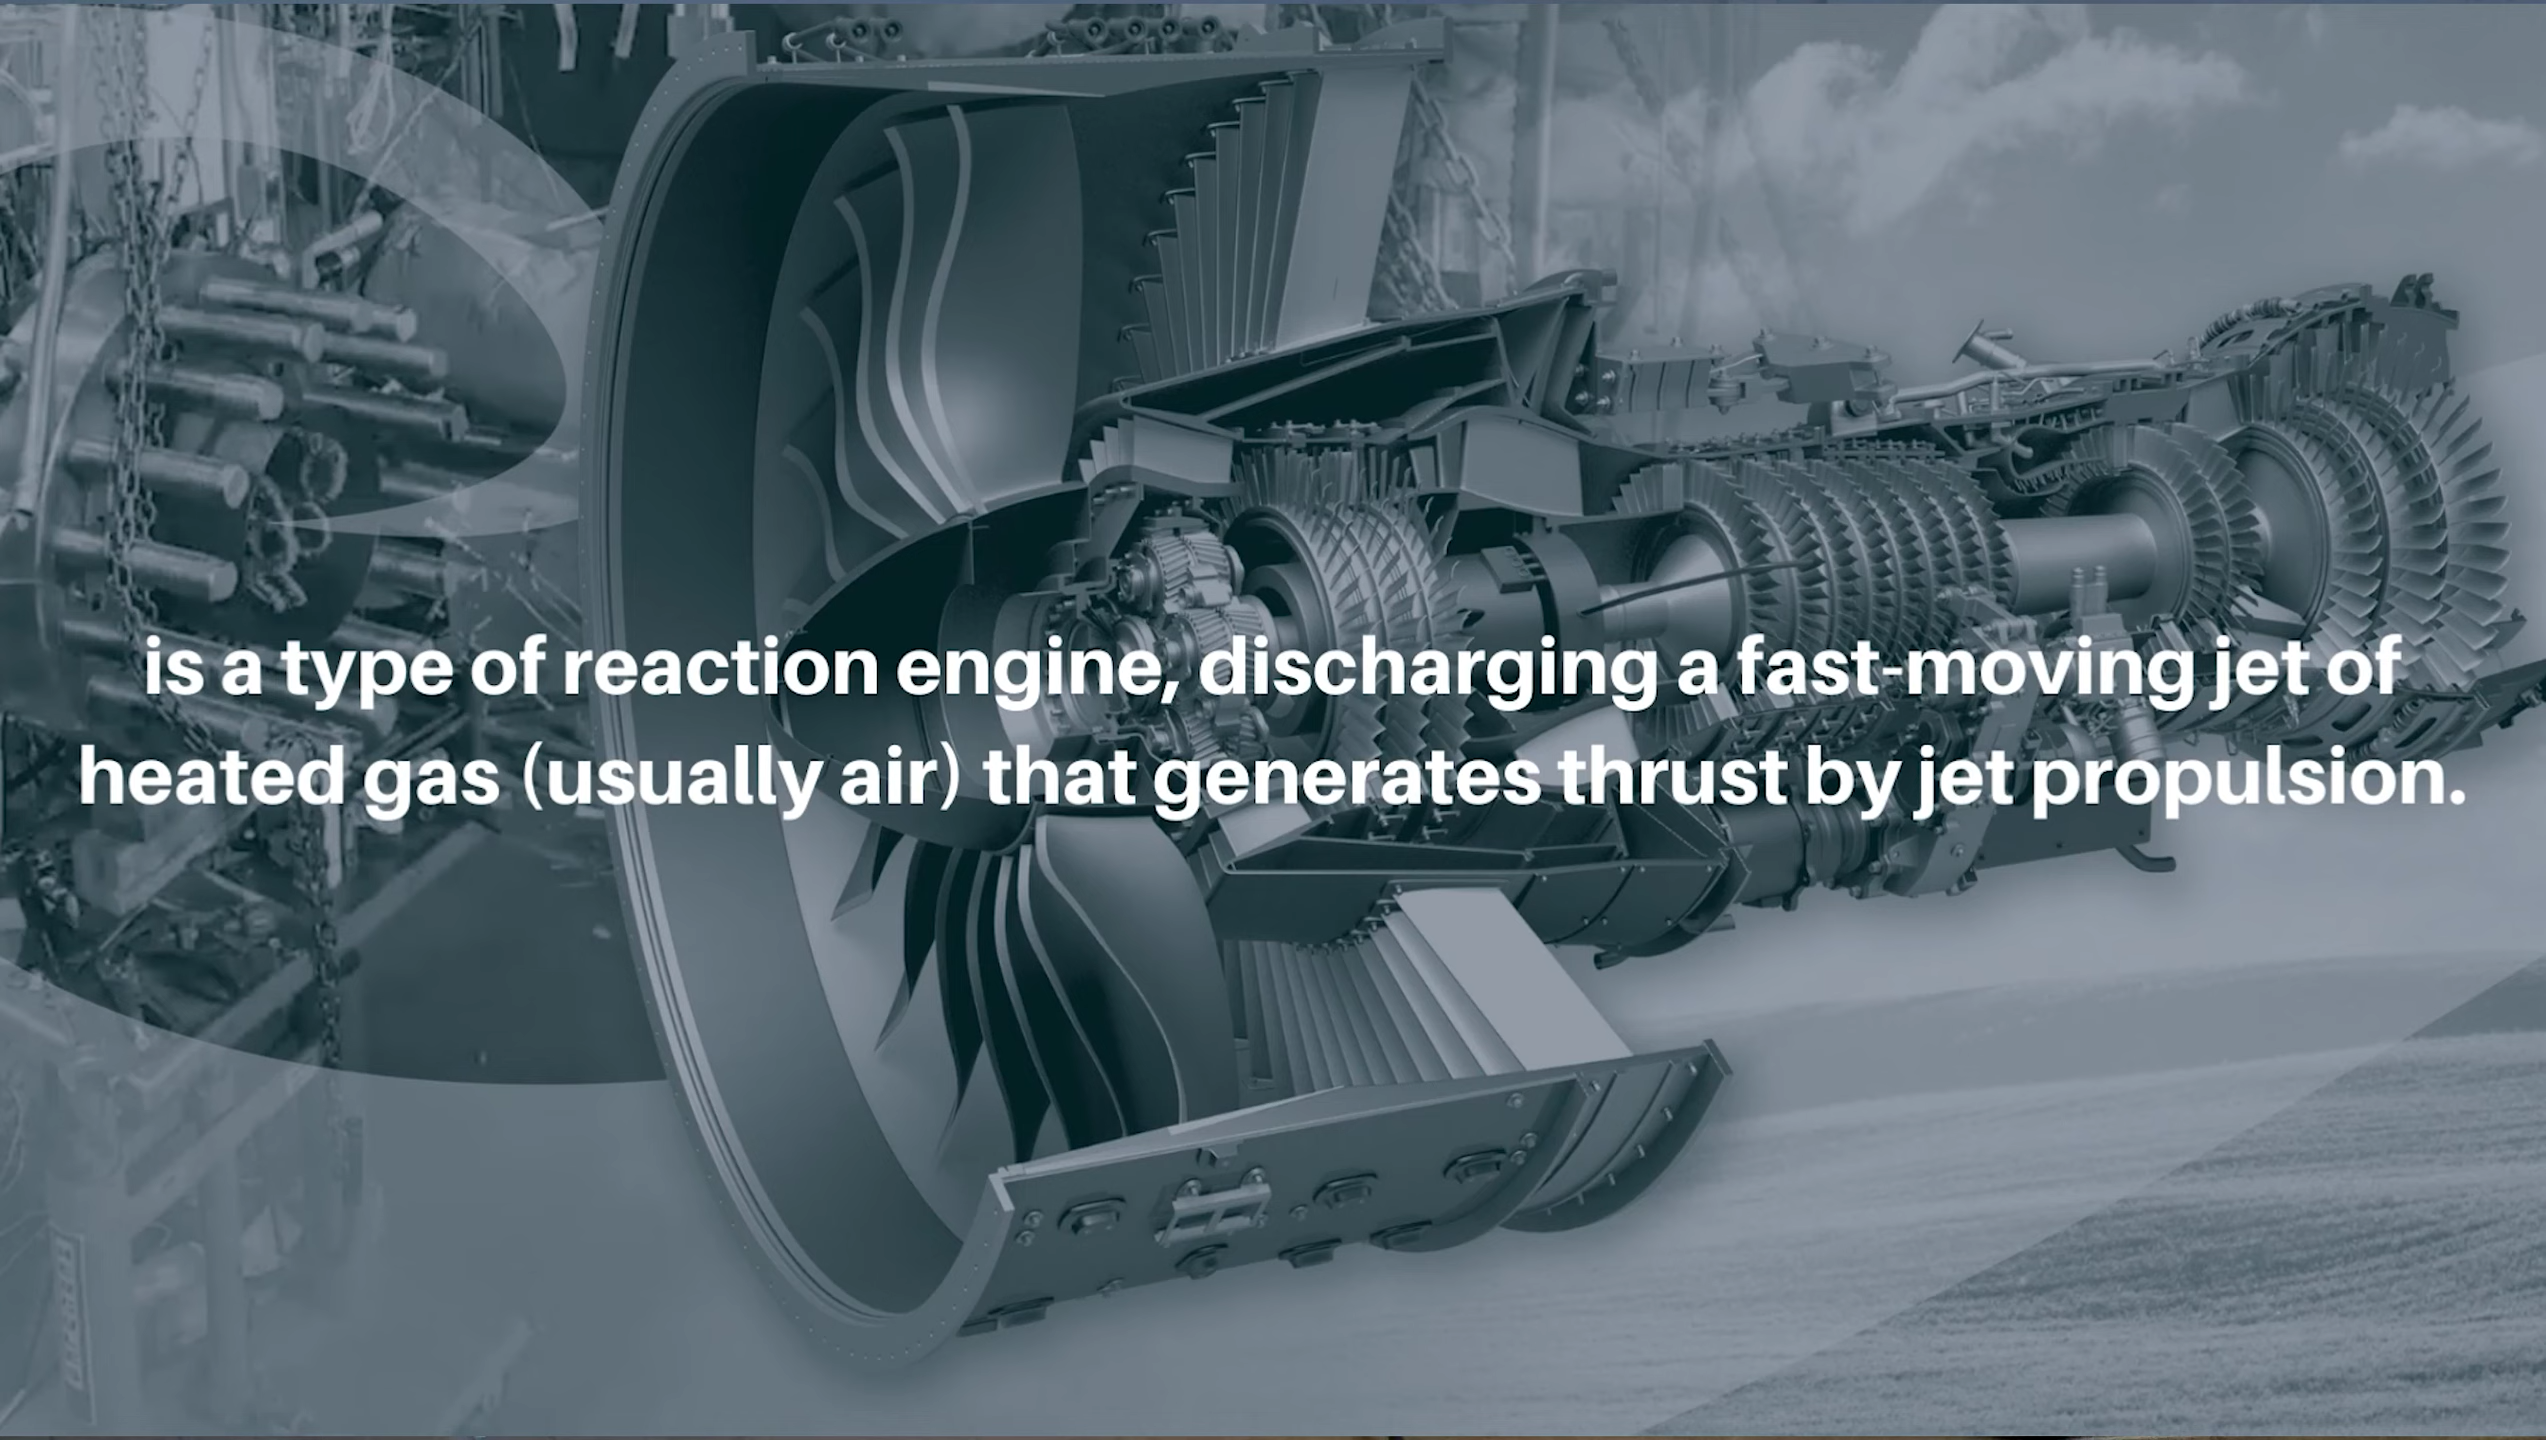 is a type of reaction engine, discharging a fast-moving jet of
heated gas (usually air) that generates thrust by jet propulsion.